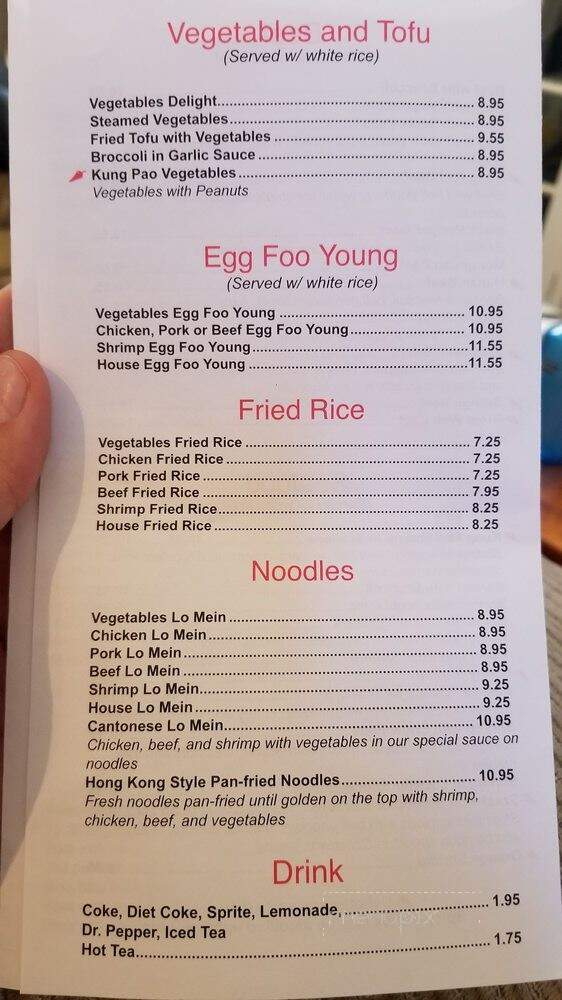 Vegetables and Tofu
(Served w/ white rice)
Vegetables Delight................................................ 8.95
Steamed Vegetables.............................................. 8.95
Fried Tofu with Vegetables ..................................... 9.55
Broccoli in Garlic Sauce ........................................ 8.95
Kung Pao Vegetables ............................................ 8.95
Vegetables with Peanuts
Egg Foo Young
(Served w/ white rice)
Vegetables Egg Foo Young ..................................... 10.95
Chicken, Pork or Beef Egg Foo Young....................... 10.95
Shrimp Egg Foo Young..........................................11.55
House Egg Foo Young ..........................................11.55
Fried Rice
Vegetables Fried Rice ........................................... 7.25
Chicken Fried Rice ............................................... 7.25
Pork Fried Rice .................................................... 7.25
Beef Fried Rice .................................................... 7.95
Shrimp Fried Rice................................................. 8.25
House Fried Rice .................................................. 8.25
Noodles
Vegetables Lo Mein .............................................. 8.95
Chicken Lo Mein .................................................. 8.95
Pork Lo Mein ....................................................... 8.95
Beef Lo Mein ....................................................... 8.95
Shrimp Lo Mein.................................................... 9.25
House Lo Mein ..................................................... 9.25
Cantonese Lo Mein............................................... 10.95
Chicken, beef, and shrimp with vegetables in our special sauce on
noodles
Hong Kong Style Pan-fried Noodles........................... 10.95
Fresh noodles pan-fried until golden on the top with shrimp,
chicken, beef, and vegetables
Drink
Coke, Diet Coke, Sprite, Lemonade, ............................ 1.95
Dr. Pepper, Iced Tea
Hot Tea................................................................ 1.75
menupix